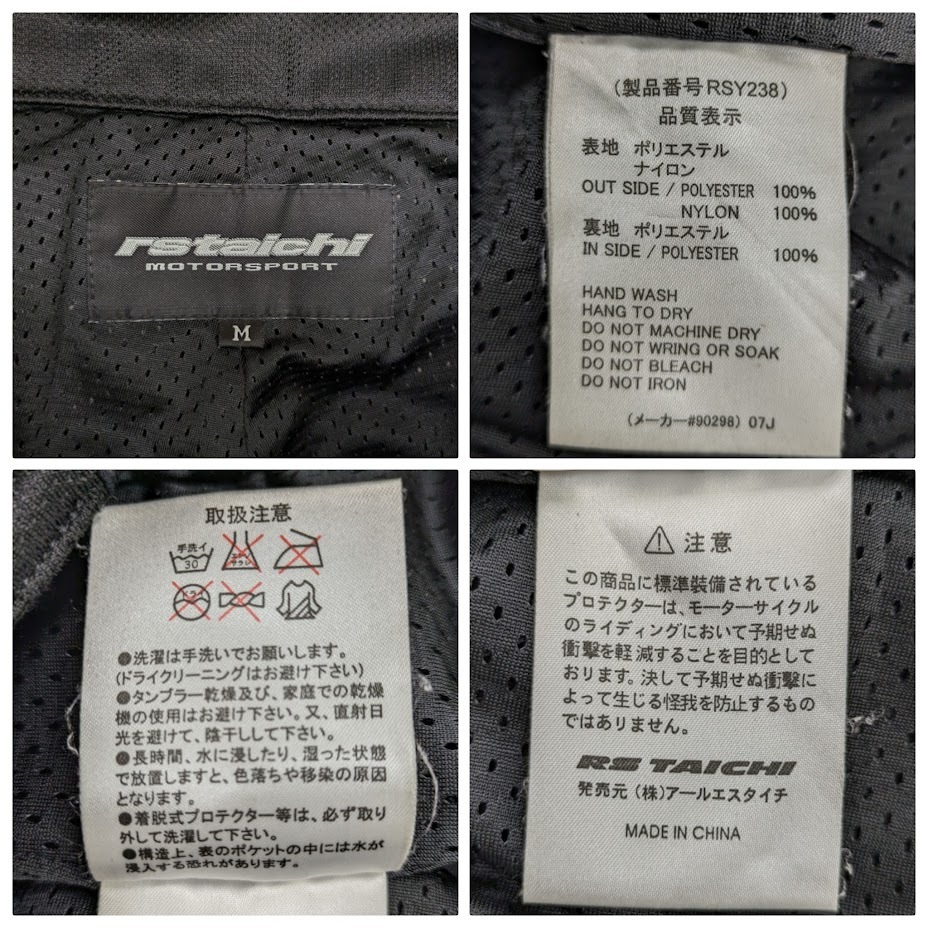 rstaichi
MOTORSPORT
M
(製品番号RSY238)
品質表示
表地 ポリエステル
ナイロン
OUT SIDE / POLYESTER 100%
NYLON 100%
裏地 ポリエステル
IN SIDE / POLYESTER 100%
HAND WASH
HANG TO DRY
DO NOT MACHINE DRY
DO NOT WRING OR SOAK
DO NOT BLEACH
DO NOT IRON
(メーカー#90298) 07J
取扱注意
手洗イ
30
エンソ
サラシ
ドライ
●洗濯は手洗いでお願いします。
(ドライクリーニングはお避け下さい)
●タンブラー乾燥及び、家庭での乾燥
機の使用はお避け下さい。又、直射日
光を避けて、陰干しして下さい。
●長時間、水に浸したり、湿った状態
で放置しますと、色落ちや移染の原因
となります。
●着脱式プロテクター等は、必ず取り
外して洗濯して下さい。
●構造上、表のポケットの中には水が
浸入する恐れがあります。
注意
この商品に標準装備されている
プロテクターは、モーターサイクル
のライディングにおいて予期せぬ
衝撃を軽減することを目的として
おります。決して予期せぬ衝撃に
よって生じる怪我を防止するもの
ではありません。
RS TAICHI
発売元 (株)アールエスタイチ
MADE IN CHINA